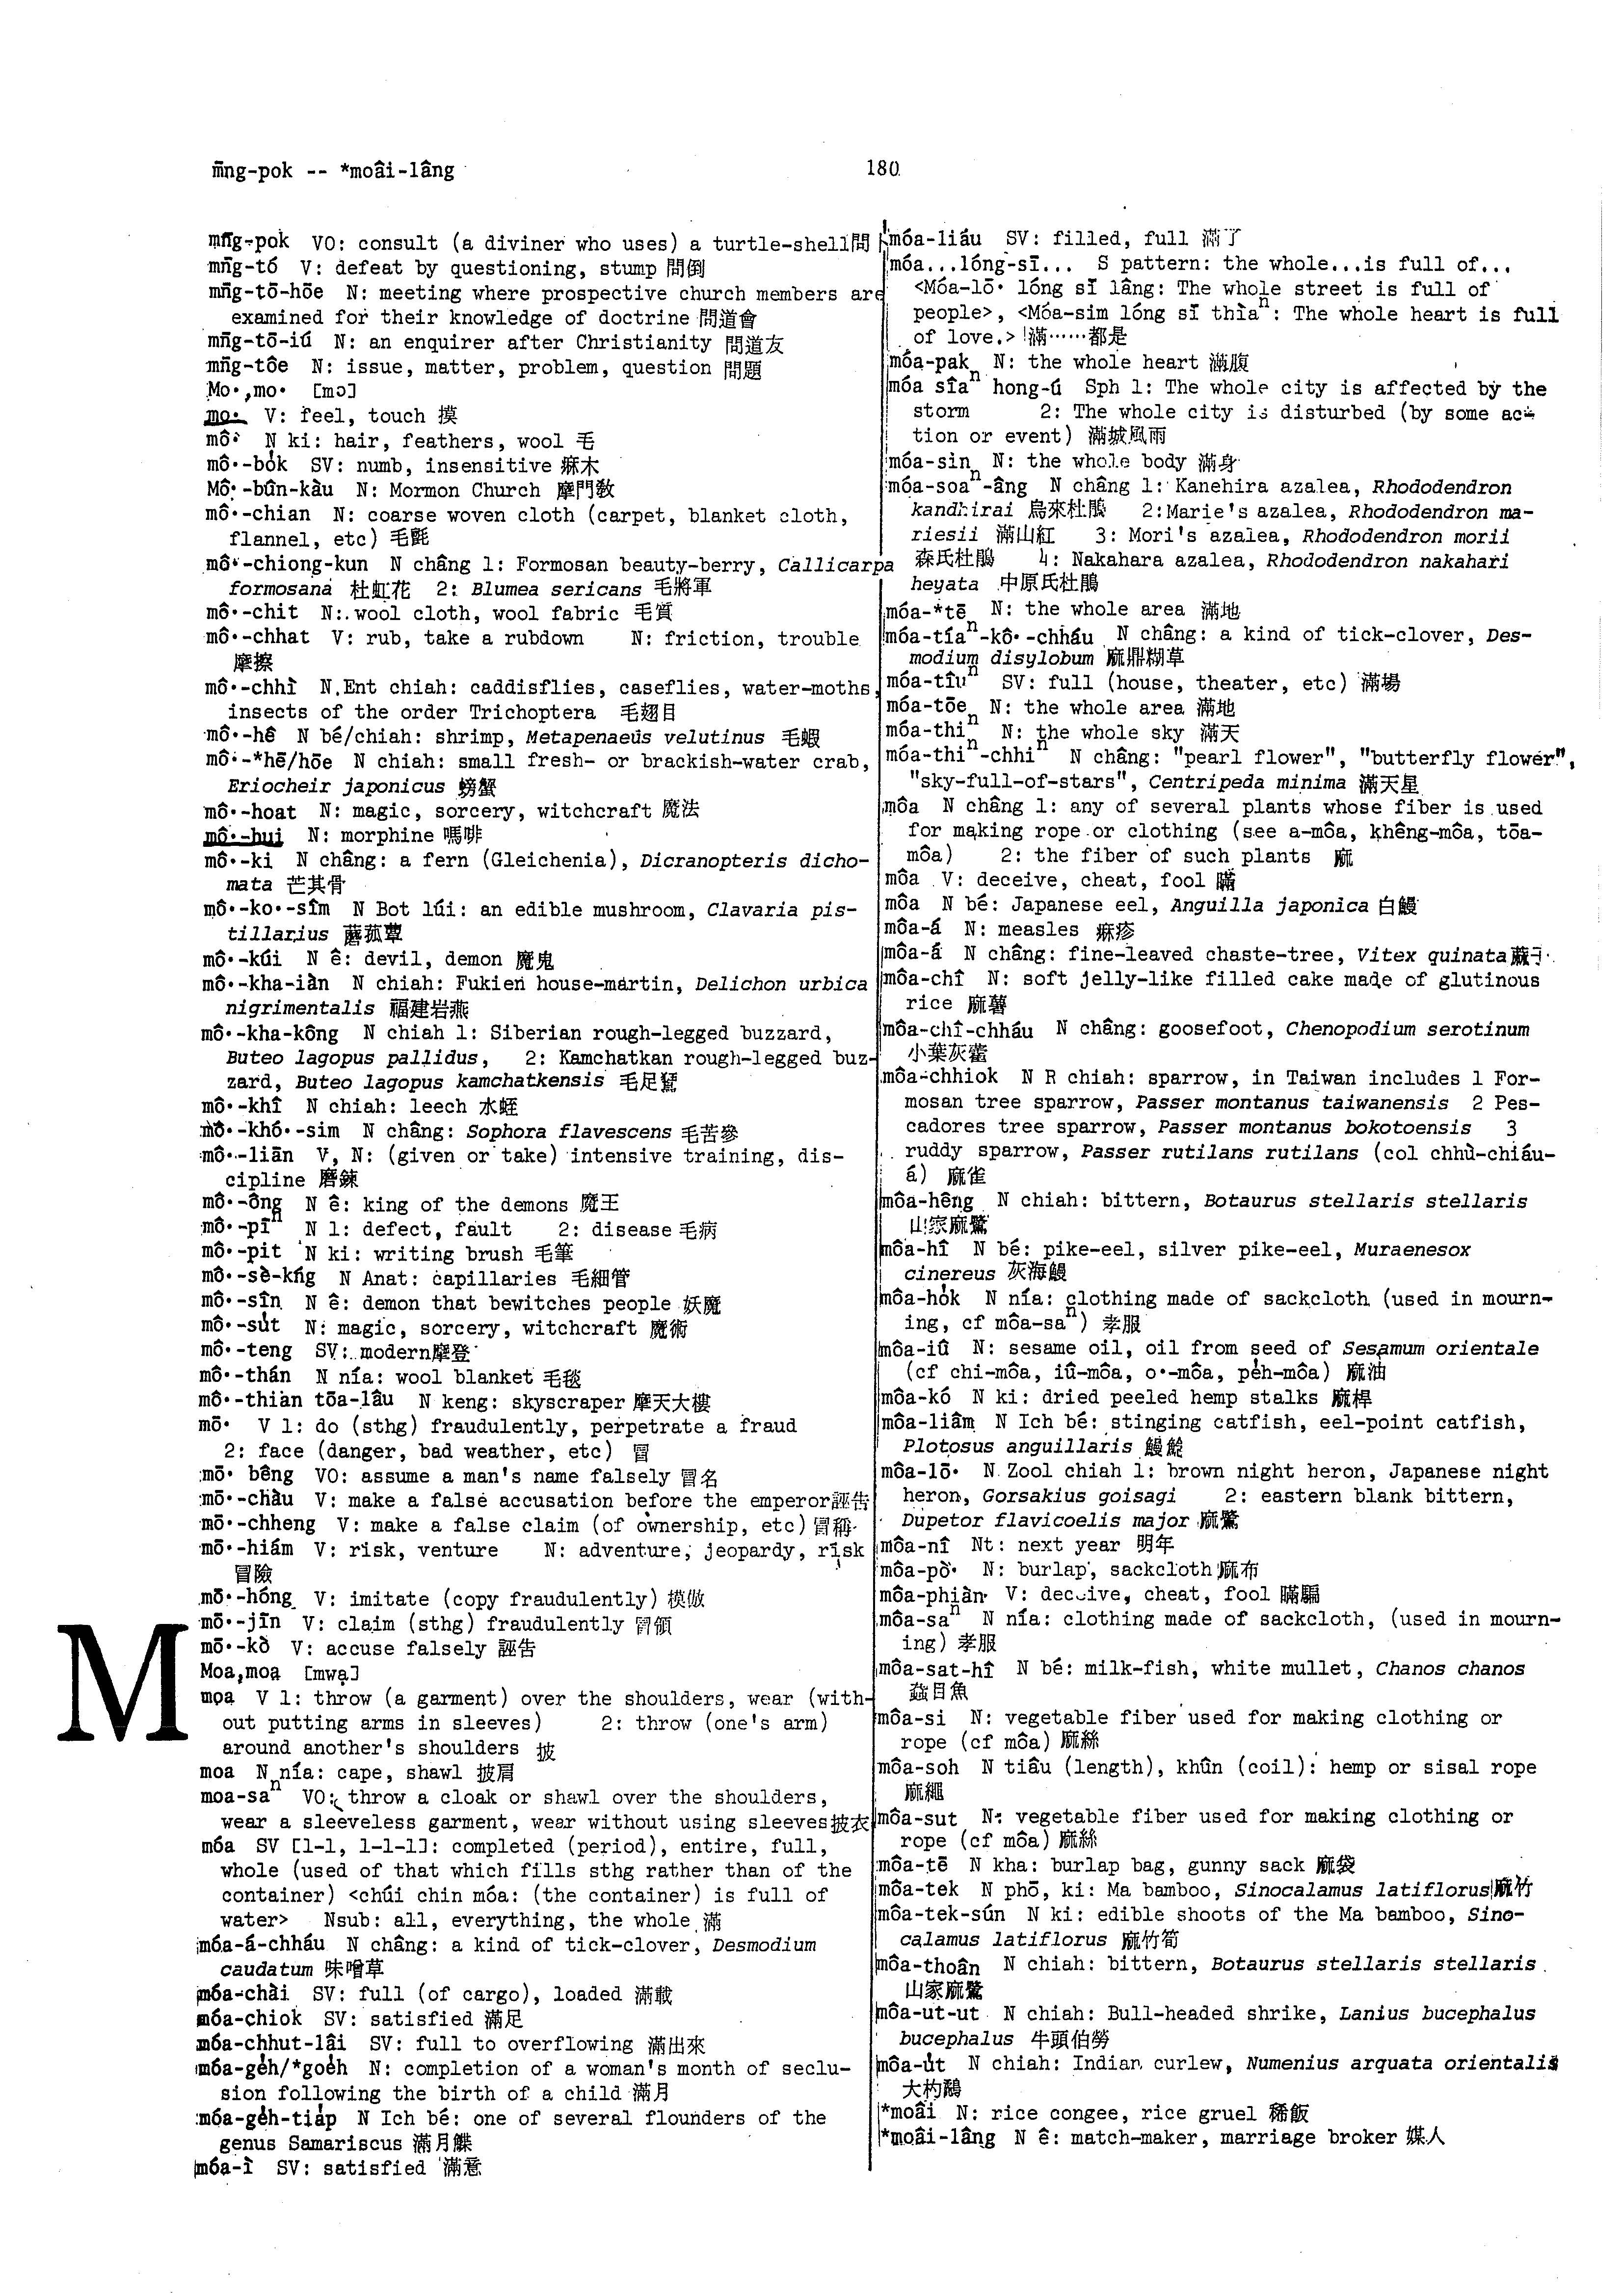 m̄ng-pok -- *moâi-lâng
180
mn̄g-pok VO: consult (a diviner who uses) a turtle-shell問卜
mn̄g-tó V: defeat by questioning, stump 問倒
mn̄g-tō-hōe N: meeting where prospective church members are
examined for their knowledge of doctrine 問道會
mn̄g-tō-iú N: an enquirer after Christianity 問道友
mn̄g-tôe N: issue, matter, problem, question 問題
Mo·,mo· [mɔ]
mo· V: feel, touch 摸
mô· N ki: hair, feathers, wool 毛
mô·-bo̍k SV: numb, insensitive 痲木
Mô·-bûn-kàu N: Mormon Church 摩門教
mô·-chian N: coarse woven cloth (carpet, blanket cloth,
flannel, etc) 毛氈
mô·-chiong-kun N châng 1: Formosan beauty-berry, Callicarpa
formosana 杜虹花 2: Blumea sericans 毛將軍
mô·-chit N: wool cloth, wool fabric 毛質
mô·-chhat V: rub, take a rubdown N: friction, trouble
摩擦
mô·-chhì N Ent chiah: caddisflies, caseflies, water-moths,
insects of the order Trichoptera 毛翅目
mô·-hê N bé/chiah: shrimp, Metapenaeus velutinus 毛蝦
mô·-*hē/hōe N chiah: small fresh- or brackish-water crab,
Eriocheir japonicus 螃蟹
mô·-hoat N: magic, sorcery, witchcraft 魔法
mô·-hui N: morphine 嗎啡
mô·-ki N châng: a fern (Gleichenia), Dicranopteris dicho-
mata 芒其骨
mô·-ko·-sîm N Bot lúi: an edible mushroom, Clavaria pis-
tillarius 蘑菰蕈
mô·-kúi N ê: devil, demon 魔鬼
mô·-kha-iàn N chiah: Fukien house-martin, Delichon urbica
nigrimentalis 福建岩燕
mô·-kha-kông N chiah 1: Siberian rough-legged buzzard,
Buteo lagopus pallidus, 2: Kamchatkan rough-legged buz-
zard, Buteo lagopus kamchatkensis 毛足鵟
mô·-khî N chiah: leech 水蛭
mô·-khó·-sim N châng: Sophora flavescens 毛苦參
mô·-liān V, N: (given or take) intensive training, dis-
cipline 磨鍊
mô·-ông N ê: king of the demons 魔王
mô·-pīⁿ N 1: defect, fault 2: disease 毛病
mô·-pit N ki: writing brush 毛筆
mô·-sè-kńg N Anat: capillaries 毛細管
mô·-sîn N ê: demon that bewitches people 妖魔
mô·-su̍t N: magic, sorcery, witchcraft 魔術
mô·-teng SV: modern摩登
mô·-thán N nía: wool blanket 毛毯
mô·-thian tōa-lâu N keng: skyscraper 摩天大樓
mō· V 1: do (sthg) fraudulently, perpetrate a fraud
2: face (danger, bad weather, etc) 冒
mō· bêng VO: assume a man's name falsely 冒名
mō·-chàu V: make a false accusation before the emperor誣告
mō·-chheng V: make a false claim (of ownership, etc)冒稱
mō·-hiám V: risk, venture N: adventure, jeopardy, risk
冒險
mō·-hóng V: imitate (copy fraudulently) 模倣
mō·-jīn V: claim (sthg) fraudulently 冒領
mō·-kò V: accuse falsely 誣告
M
Moa,moa [mwa̠]
moa V 1: throw (a garment) over the shoulders, wear (with-
out putting arms in sleeves) 2: throw (one's arm)
around another's shoulders 披
moa N nía: cape, shawl 披肩
moa-saⁿ VO: throw a cloak or shawl over the shoulders,
wear a sleeveless garment, wear without using sleeves披衣
móa SV [1-1, 1-1-1]: completed (period), entire, full,
whole (used of that which fills sthg rather than of the
container) <chúi chin móa: (the container) is full of
water> Nsub: all, everything, the whole 滿
móa-á-chháu N châng: a kind of tick-clover, Desmodium
caudatum 味噌草
móa-chài SV: full (of cargo), loaded 滿載
móa-chiok SV: satisfied 滿足
móa-chhut-lâi SV: full to overflowing 滿出來
móa-ge̍h/*goe̍h N: completion of a woman's month of seclu-
sion following the birth of a child 滿月
móa-ge̍h-tia̍p N Ich bé: one of several flounders of the
genus Samariscus 滿月鰈
móa-ì SV: satisfied 滿意
móa-liáu SV: filled, full 滿了
móa...lóng-sī... S pattern: the whole...is full of...
<Móa-lō· lóng sī lâng: The whole street is full of
people>, <Móa-sim lóng sī thìaⁿ: The whole heart is full
of love.> 滿……都是
móa-pak N: the whole heart 滿腹
móa sîaⁿ hong-ú Sph 1: The whole city is affected by the
storm 2: The whole city is disturbed (by some ac-
tion or event) 滿城風雨
móa-sin N: the whole body 滿身
móa-soaⁿ-âng N châng 1: Kanehira azalea, Rhododendron
kandhirai 烏來杜鵑 2:Marie's azalea, Rhododendron ma-
riesii 滿山紅 3: Mori's azalea, Rhododendron morii
森氏杜鵑 4: Nakahara azalea, Rhododendron nakahari
heyata 中原氏杜鵑
móa-*tē N: the whole area 滿地
móa-tíaⁿ-kô·-chháu N châng: a kind of tick-clover, Des-
modium disylobum 麻鼎糊草
móa-tîuⁿ SV: full (house, theater, etc) 滿場
móa-tōe N: the whole area 滿地
móa-thiⁿ N: the whole sky 滿天
móa-thiⁿ-chhiⁿ N châng: "pearl flower", "butterfly flower",
"sky-full-of-stars", Centripeda minima 滿天星
môa N châng 1: any of several plants whose fiber is used
for making rope or clothing (see a-môa, khêng-môa, tōa-
môa) 2: the fiber of such plants 麻
môa V: deceive, cheat, fool 瞞
môa N bé: Japanese eel, Anguilla japonica 白鰻
môa-á N: measles 痲疹
môa-á N châng: fine-leaved chaste-tree, Vitex quinata
môa-chî N: soft jelly-like filled cake made of glutinous
rice 麻薯
môa-chî-chháu N châng: goosefoot, Chenopodium serotinum
小葉灰藋
môa-chhiok N R chiah: sparrow, in Taiwan includes 1 For-
mosan tree sparrow, Passer montanus taiwanensis 2 Pes-
cadores tree sparrow, Passer montanus bokotoensis 3
ruddy sparrow, Passer rutilans rutilans (col chhù-chiáu-
á) 麻雀
môa-hêng N chiah: bittern, Botaurus stellaris stellaris
山家麻鷺
môa-hî N bé: pike-eel, silver pike-eel, Muraenesox
cinereus 灰海鰻
môa-ho̍k N nía: clothing made of sackcloth (used in mourn-
ing, cf môa-saⁿ) 孝服
môa-iû N: sesame oil, oil from seed of Sesamum orientale
(cf chi-môa, iû-môa, o·-môa, pe̍h-môa) 麻油
môa-kó N ki: dried peeled hemp stalks 麻桿
môa-liâm N Ich bé: stinging catfish, eel-point catfish,
Plotosus anguillaris 鰻鯰
môa-lō· N Zool chiah 1: brown night heron, Japanese night
heron, Gorsakius goisagi 2: eastern blank bittern,
Dupetor flavicoelis major 麻鷺
môa-nî Nt: next year 明年
môa-pò· N: burlap, sackcloth 麻布
môa-phiàn V: deceive, cheat, fool 瞞騙
môa-saⁿ N nía: clothing made of sackcloth, (used in mourn-
ing) 孝服
môa-sat-hî N bé: milk-fish, white mullet, Chanos chanos
虱目魚
môa-si N: vegetable fiber used for making clothing or
rope (cf môa) 麻絲
môa-soh N tiâu (length), khûn (coil): hemp or sisal rope
麻繩
môa-sut N: vegetable fiber used for making clothing or
rope (cf môa) 麻絲
môa-tē N kha: burlap bag, gunny sack 麻袋
môa-tek N phō, ki: Ma bamboo, Sinocalamus latiflorus麻竹
môa-tek-sún N ki: edible shoots of the Ma bamboo, Sino-
calamus latiflorus 麻竹筍
môa-thoân N chiah: bittern, Botaurus stellaris stellaris
山家麻鷺
môa-ut-ut N chiah: Bull-headed shrike, Lanius bucephalus
bucephalus 牛頭伯勞
môa-u̍t N chiah: Indian curlew, Numenius arquata orientalis
大杓鷸
*moâi N: rice congee, rice gruel 稀飯
*moâi-lâng N ê: match-maker, marriage broker 媒人